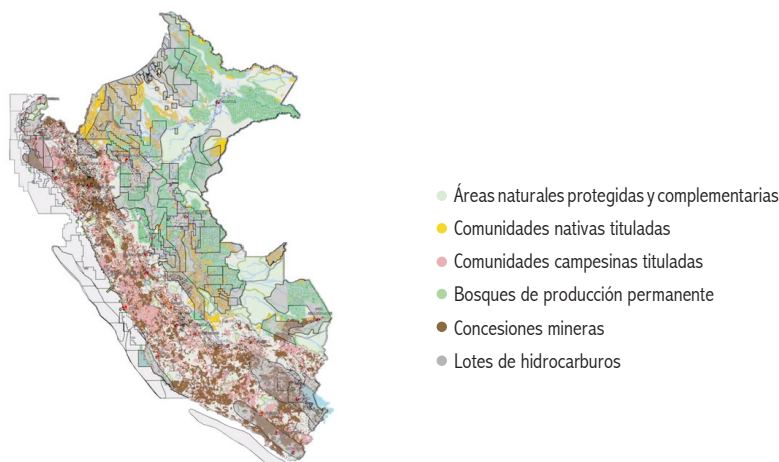 Áreas naturales protegidas y complementarias
Comunidades nativas tituladas
Comunidades campesinas tituladas
Bosques de producción permanente
Concesiones mineras
Lotes de hidrocarburos